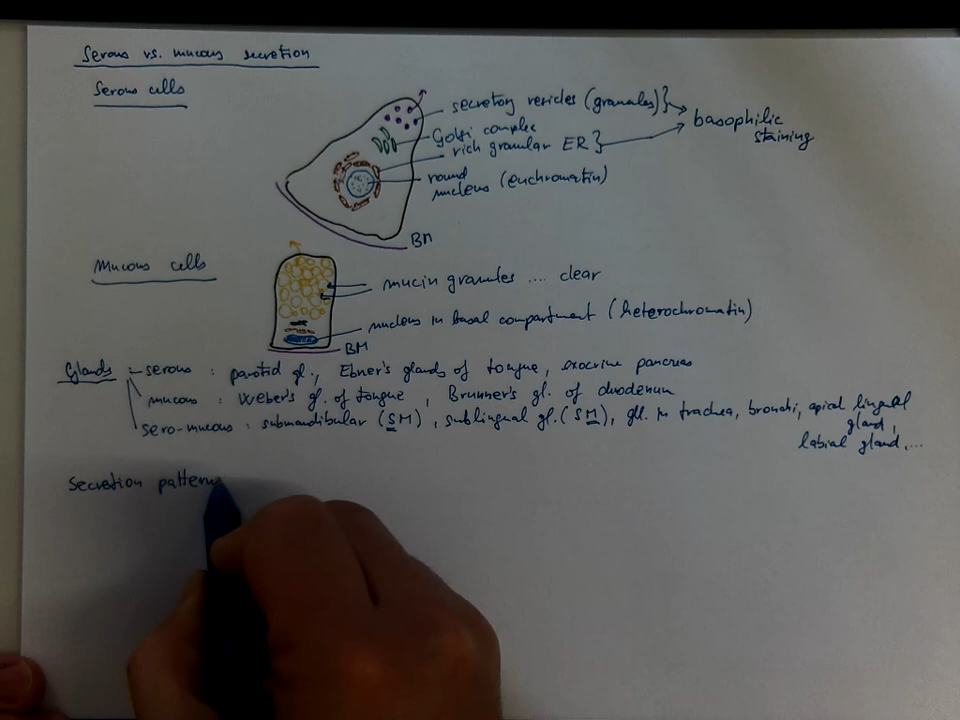 Serous vs. mucous secretion
Serous cells
secretory vesicles (granules)
Golgi complex
rich granular ER
basophilic
staining
round
nucleus (euchromatin)
BM
Mucous cells
mucin granules .... clear
nucleus in basal compartment (heterochromatin)
BM
Glands - serous : parotid gl., Ebner's glands of tongue, exocrine pancreas
mucous : Weber's gl. of tongue, Brunner's gl. of duodenum
sero-mucous : submandibular (SM), sublingual gl. (SM), gll. in trachea, bronchi, apical lingual
gland,
labial gland,...
Secretion patterns